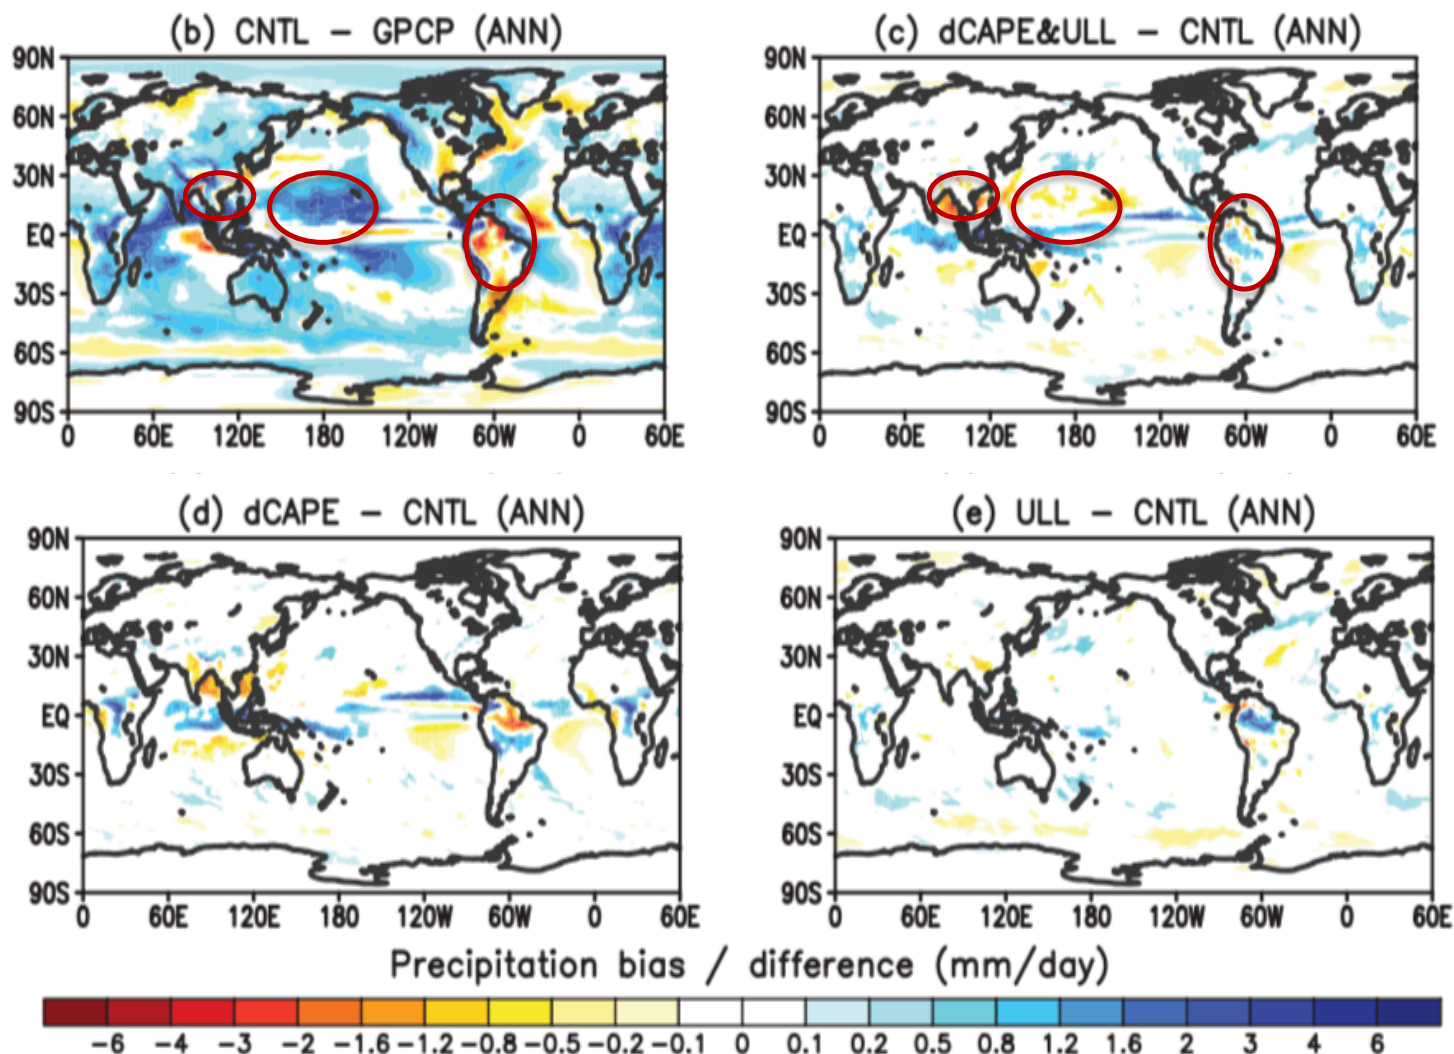 (b) CNTL – GPCP (ANN)
(c) dCAPE&ULL – CNTL (ANN)
90N
60N
30N
EQ
30S
60S
90S
0 60E 120E 180 120W 60W 0 60E
90N
60N
30N
EQ
30S
60S
90S
0 60E 120E 180 120W 60W 0 60E
(d) dCAPE – CNTL (ANN)
(e) ULL – CNTL (ANN)
90N
60N
30N
EQ
30S
60S
90S
0 60E 120E 180 120W 60W 0 60E
90N
60N
30N
EQ
30S
60S
90S
0 60E 120E 180 120W 60W 0 60E
Precipitation bias / difference (mm/day)
−6 −4 −3 −2 −1.6 −1.2 −0.8 −0.5 −0.2 −0.1 0 0.1 0.2 0.5 0.8 1.2 1.6 2 3 4 6